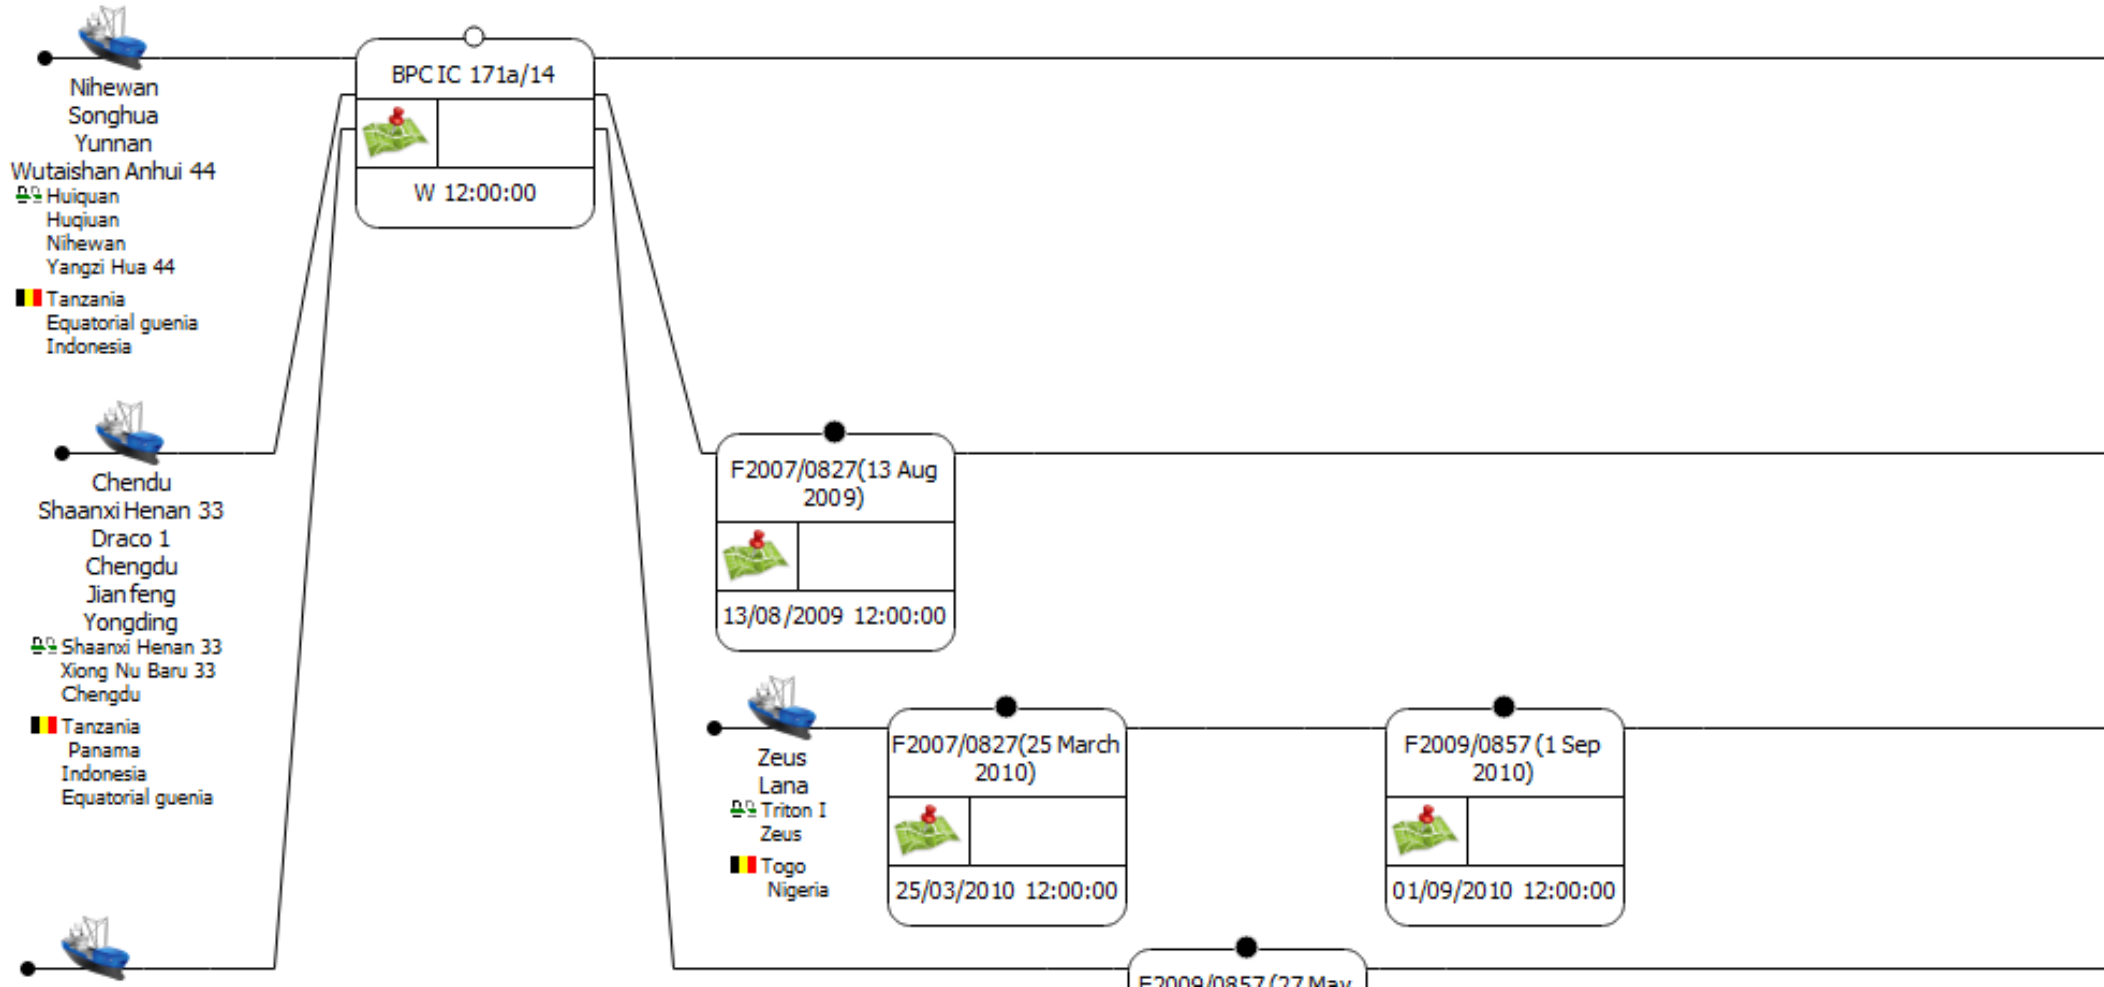 Nihewan
Songhua
Yunnan
Wutaishan Anhui 44
Huiquan
Huqiuan
Nihewan
Yangzi Hua 44
Tanzania
Equatorial guenia
Indonesia
BPC IC 171a/14
W 12:00:00
Chendu
Shaanxi Henan 33
Draco 1
Chengdu
Jian feng
Yongding
Shaanxi Henan 33
Xiong Nu Baru 33
Chengdu
Tanzania
Panama
Indonesia
Equatorial guenia
F2007/0827(13 Aug
2009)
13/08/2009 12:00:00
Zeus
Lana
Triton I
Zeus
Togo
Nigeria
F2007/0827(25 March
2010)
25/03/2010 12:00:00
F2009/0857 (1 Sep
2010)
01/09/2010 12:00:00
F2009/0857 (27 May